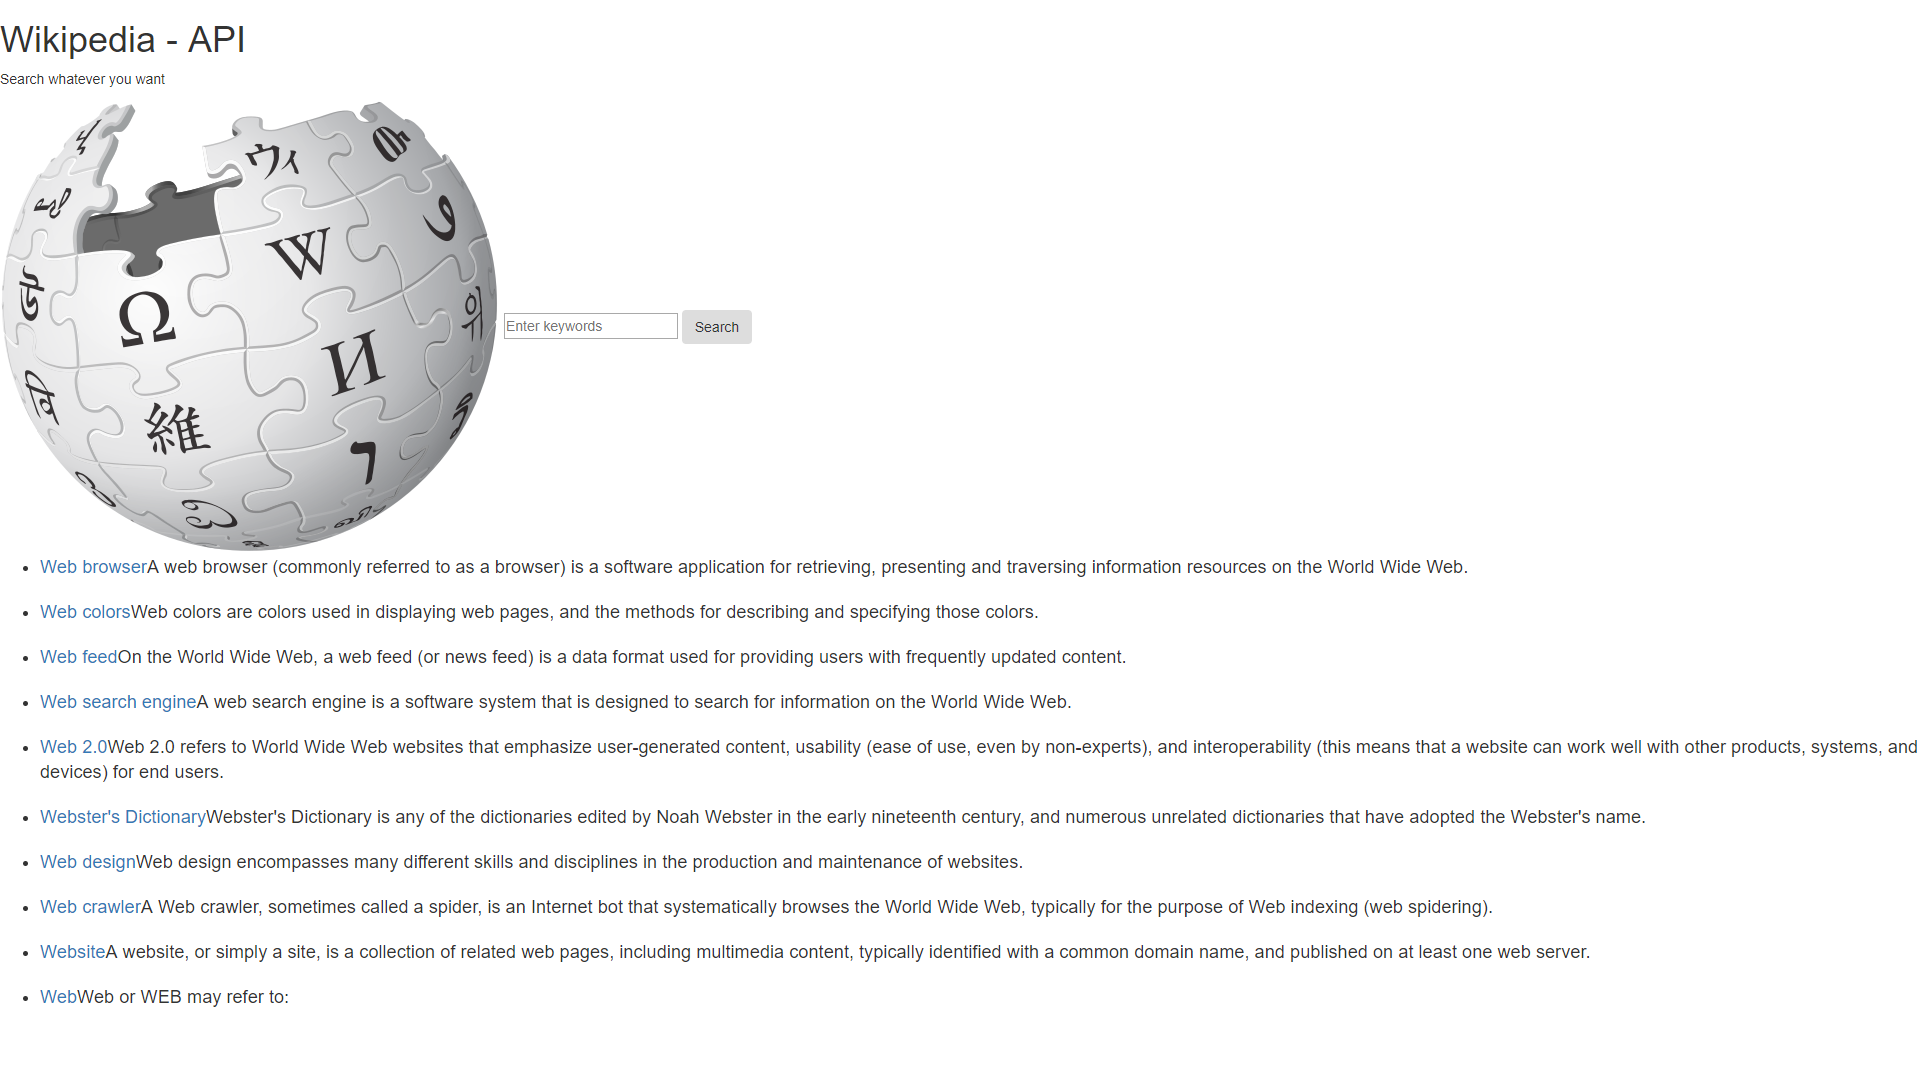 Wikipedia - API
Search whatever you want
ウィ
W
Ω
И
維
ו
Enter keywords
Search
Web browserA web browser (commonly referred to as a browser) is a software application for retrieving, presenting and traversing information resources on the World Wide Web.
Web colorsWeb colors are colors used in displaying web pages, and the methods for describing and specifying those colors.
Web feedOn the World Wide Web, a web feed (or news feed) is a data format used for providing users with frequently updated content.
Web search engineA web search engine is a software system that is designed to search for information on the World Wide Web.
Web 2.0Web 2.0 refers to World Wide Web websites that emphasize user-generated content, usability (ease of use, even by non-experts), and interoperability (this means that a website can work well with other products, systems, and
devices) for end users.
Webster's DictionaryWebster's Dictionary is any of the dictionaries edited by Noah Webster in the early nineteenth century, and numerous unrelated dictionaries that have adopted the Webster's name.
Web designWeb design encompasses many different skills and disciplines in the production and maintenance of websites.
Web crawlerA Web crawler, sometimes called a spider, is an Internet bot that systematically browses the World Wide Web, typically for the purpose of Web indexing (web spidering).
WebsiteA website, or simply a site, is a collection of related web pages, including multimedia content, typically identified with a common domain name, and published on at least one web server.
WebWeb or WEB may refer to: